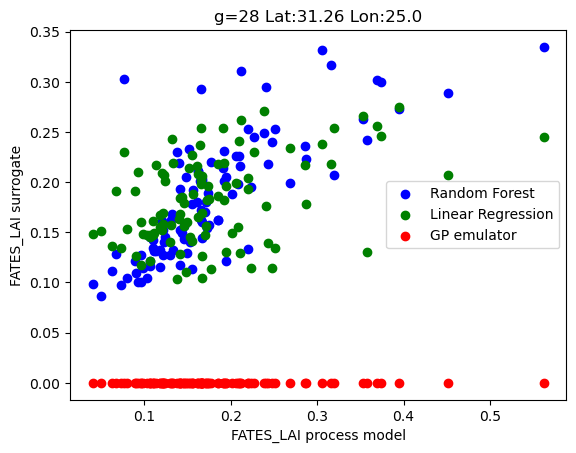 g=28 Lat:31.26 Lon:25.0
0.35
0.30
0.25
0.20
0.15
0.10
0.05
0.00
FATES_LAI surrogate
Random Forest
Linear Regression
GP emulator
0.1 0.2 0.3 0.4 0.5
FATES_LAI process model